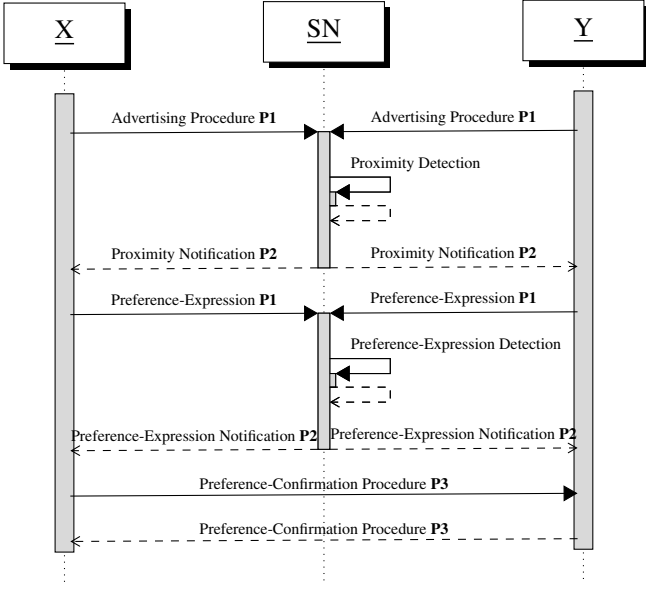 X
SN
Y
Advertising Procedure P1
Advertising Procedure P1
Proximity Detection
Proximity Notification P2
Proximity Notification P2
Preference-Expression P1
Preference-Expression P1
Preference-Expression Detection
Preference-Expression Notification P2
Preference-Expression Notification P2
Preference-Confirmation Procedure P3
Preference-Confirmation Procedure P3